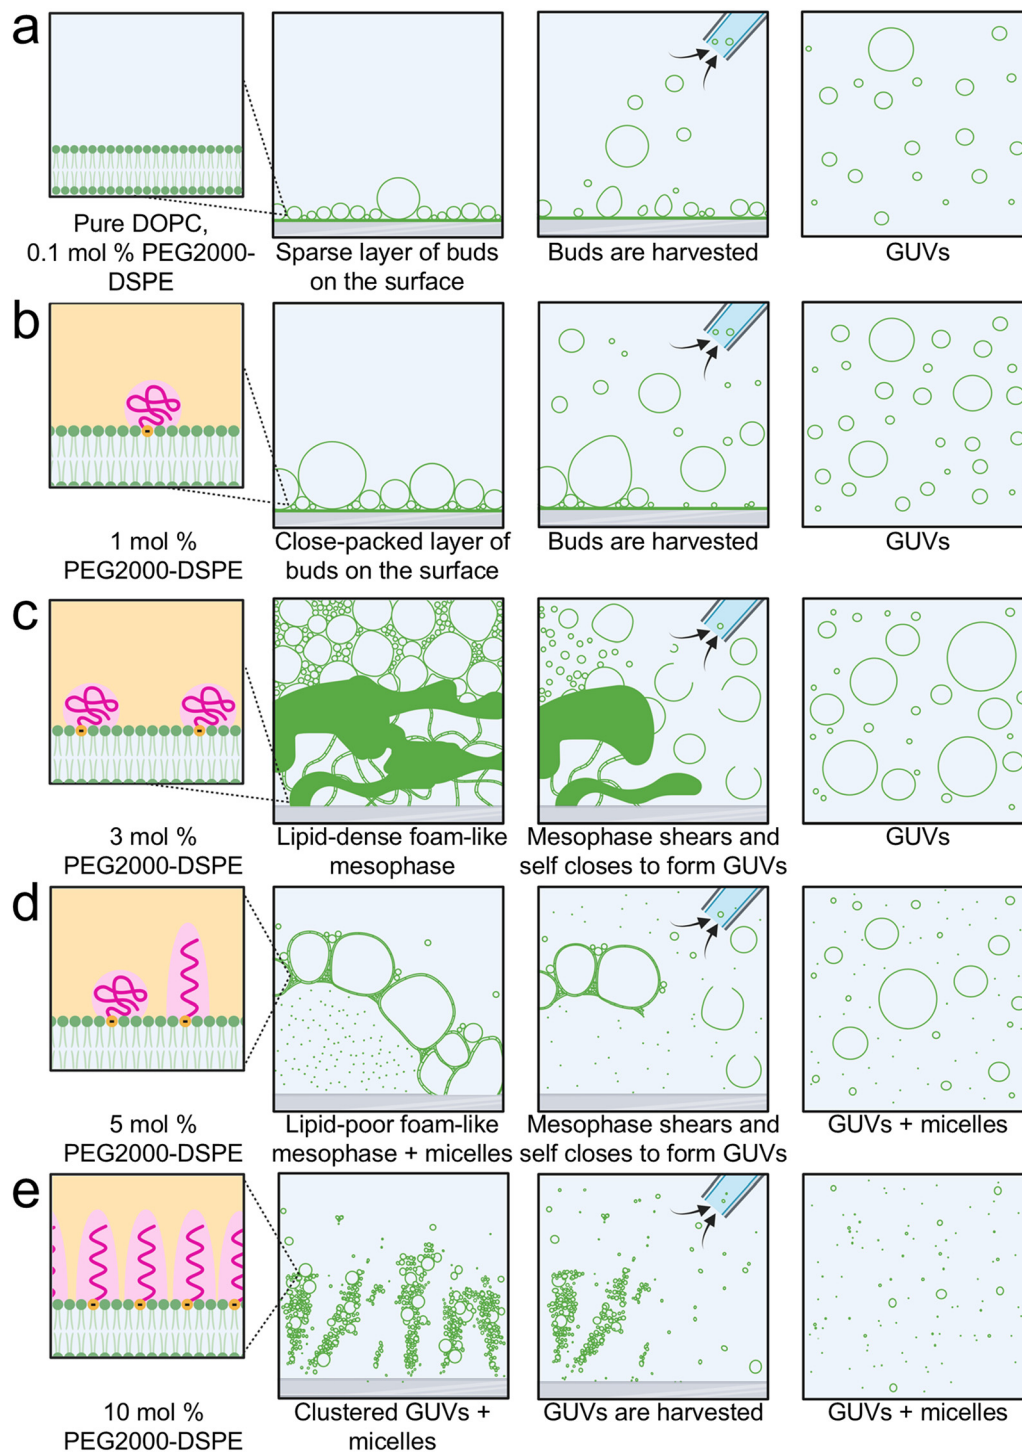 a
Pure DOPC,
0.1 mol % PEG2000-
DSPE
Sparse layer of buds
on the surface
Buds are harvested
GUVs
b
1 mol %
PEG2000-DSPE
Close-packed layer of
buds on the surface
Buds are harvested
GUVs
c
3 mol %
PEG2000-DSPE
Lipid-dense foam-like
mesophase
Mesophase shears and
self closes to form GUVs
GUVs
d
5 mol %
PEG2000-DSPE
Lipid-poor foam-like
mesophase + micelles
Mesophase shears and
self closes to form GUVs
GUVs + micelles
e
10 mol %
PEG2000-DSPE
Clustered GUVs +
micelles
GUVs are harvested
GUVs + micelles